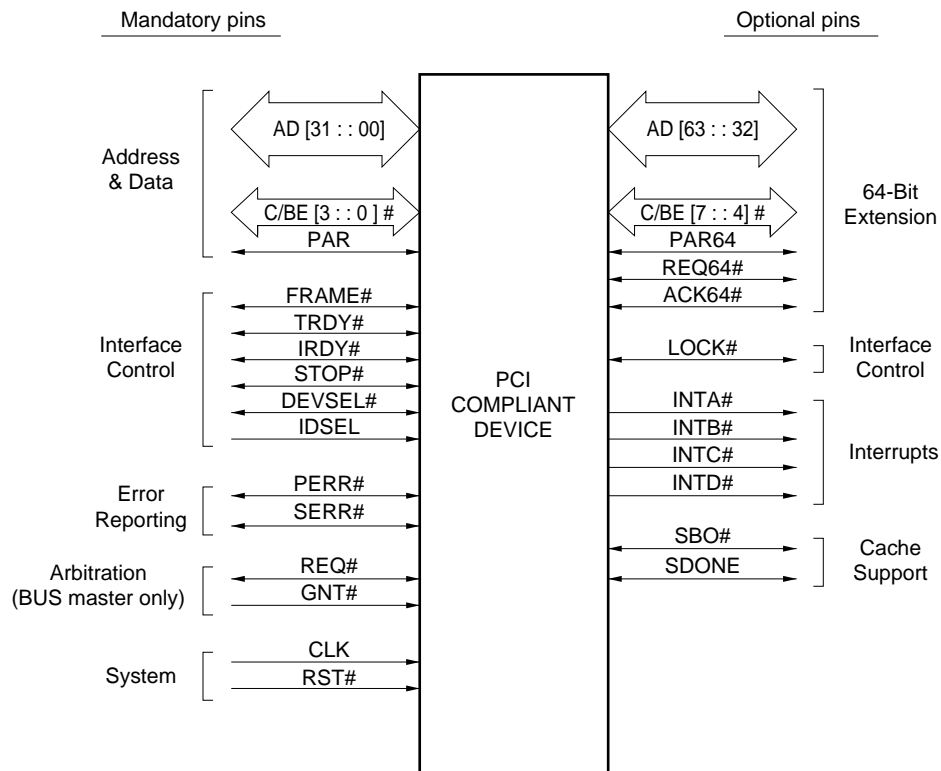 Mandatory pins
Optional pins
Address
& Data
AD [31 : : 00]
C/BE [3 : : 0 ] #
PAR
Interface
Control
FRAME#
TRDY#
IRDY#
STOP#
DEVSEL#
IDSEL
Error
Reporting
PERR#
SERR#
Arbitration
(BUS master only)
REQ#
GNT#
System
CLK
RST#
PCI
COMPLIANT
DEVICE
AD [63 : : 32]
C/BE [7 : : 4] #
PAR64
REQ64#
ACK64#
64-Bit
Extension
LOCK#
Interface
Control
INTA#
INTB#
INTC#
INTD#
Interrupts
SBO#
SDONE
Cache
Support